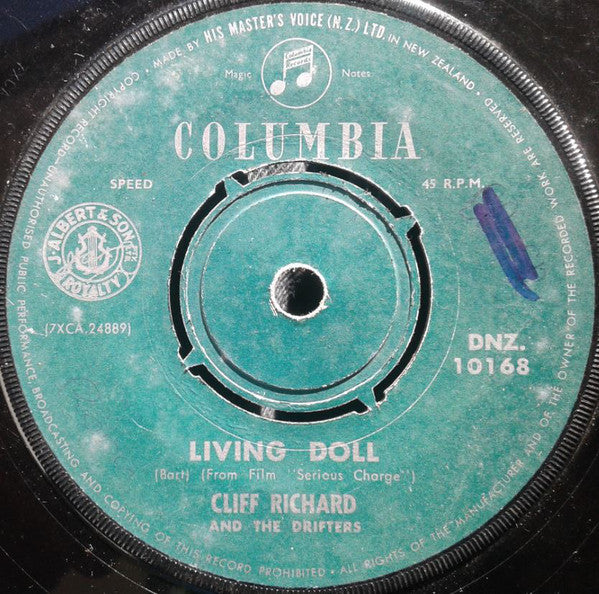 MADE BY HIS MASTER'S VOICE (N.Z.) LTD. IN NEW ZEALAND.
Columbia
Records
Magic Notes
COLUMBIA
SPEED 45 R.P.M.
J. ALBERT & SON
ROYALTY
(7XCA.24889)
DNZ.
10168
LIVING DOLL
(Bart) (From Film "Serious Charge")
CLIFF RICHARD
AND THE DRIFTERS
COPYRIGHT RECORD—UNAUTHORISED PUBLIC PERFORMANCE, BROADCASTING AND COPYING OF THIS RECORD PROHIBITED • ALL RIGHTS OF THE MANUFACTURER AND OF THE OWNER OF THE RECORDED WORK ARE RESERVED